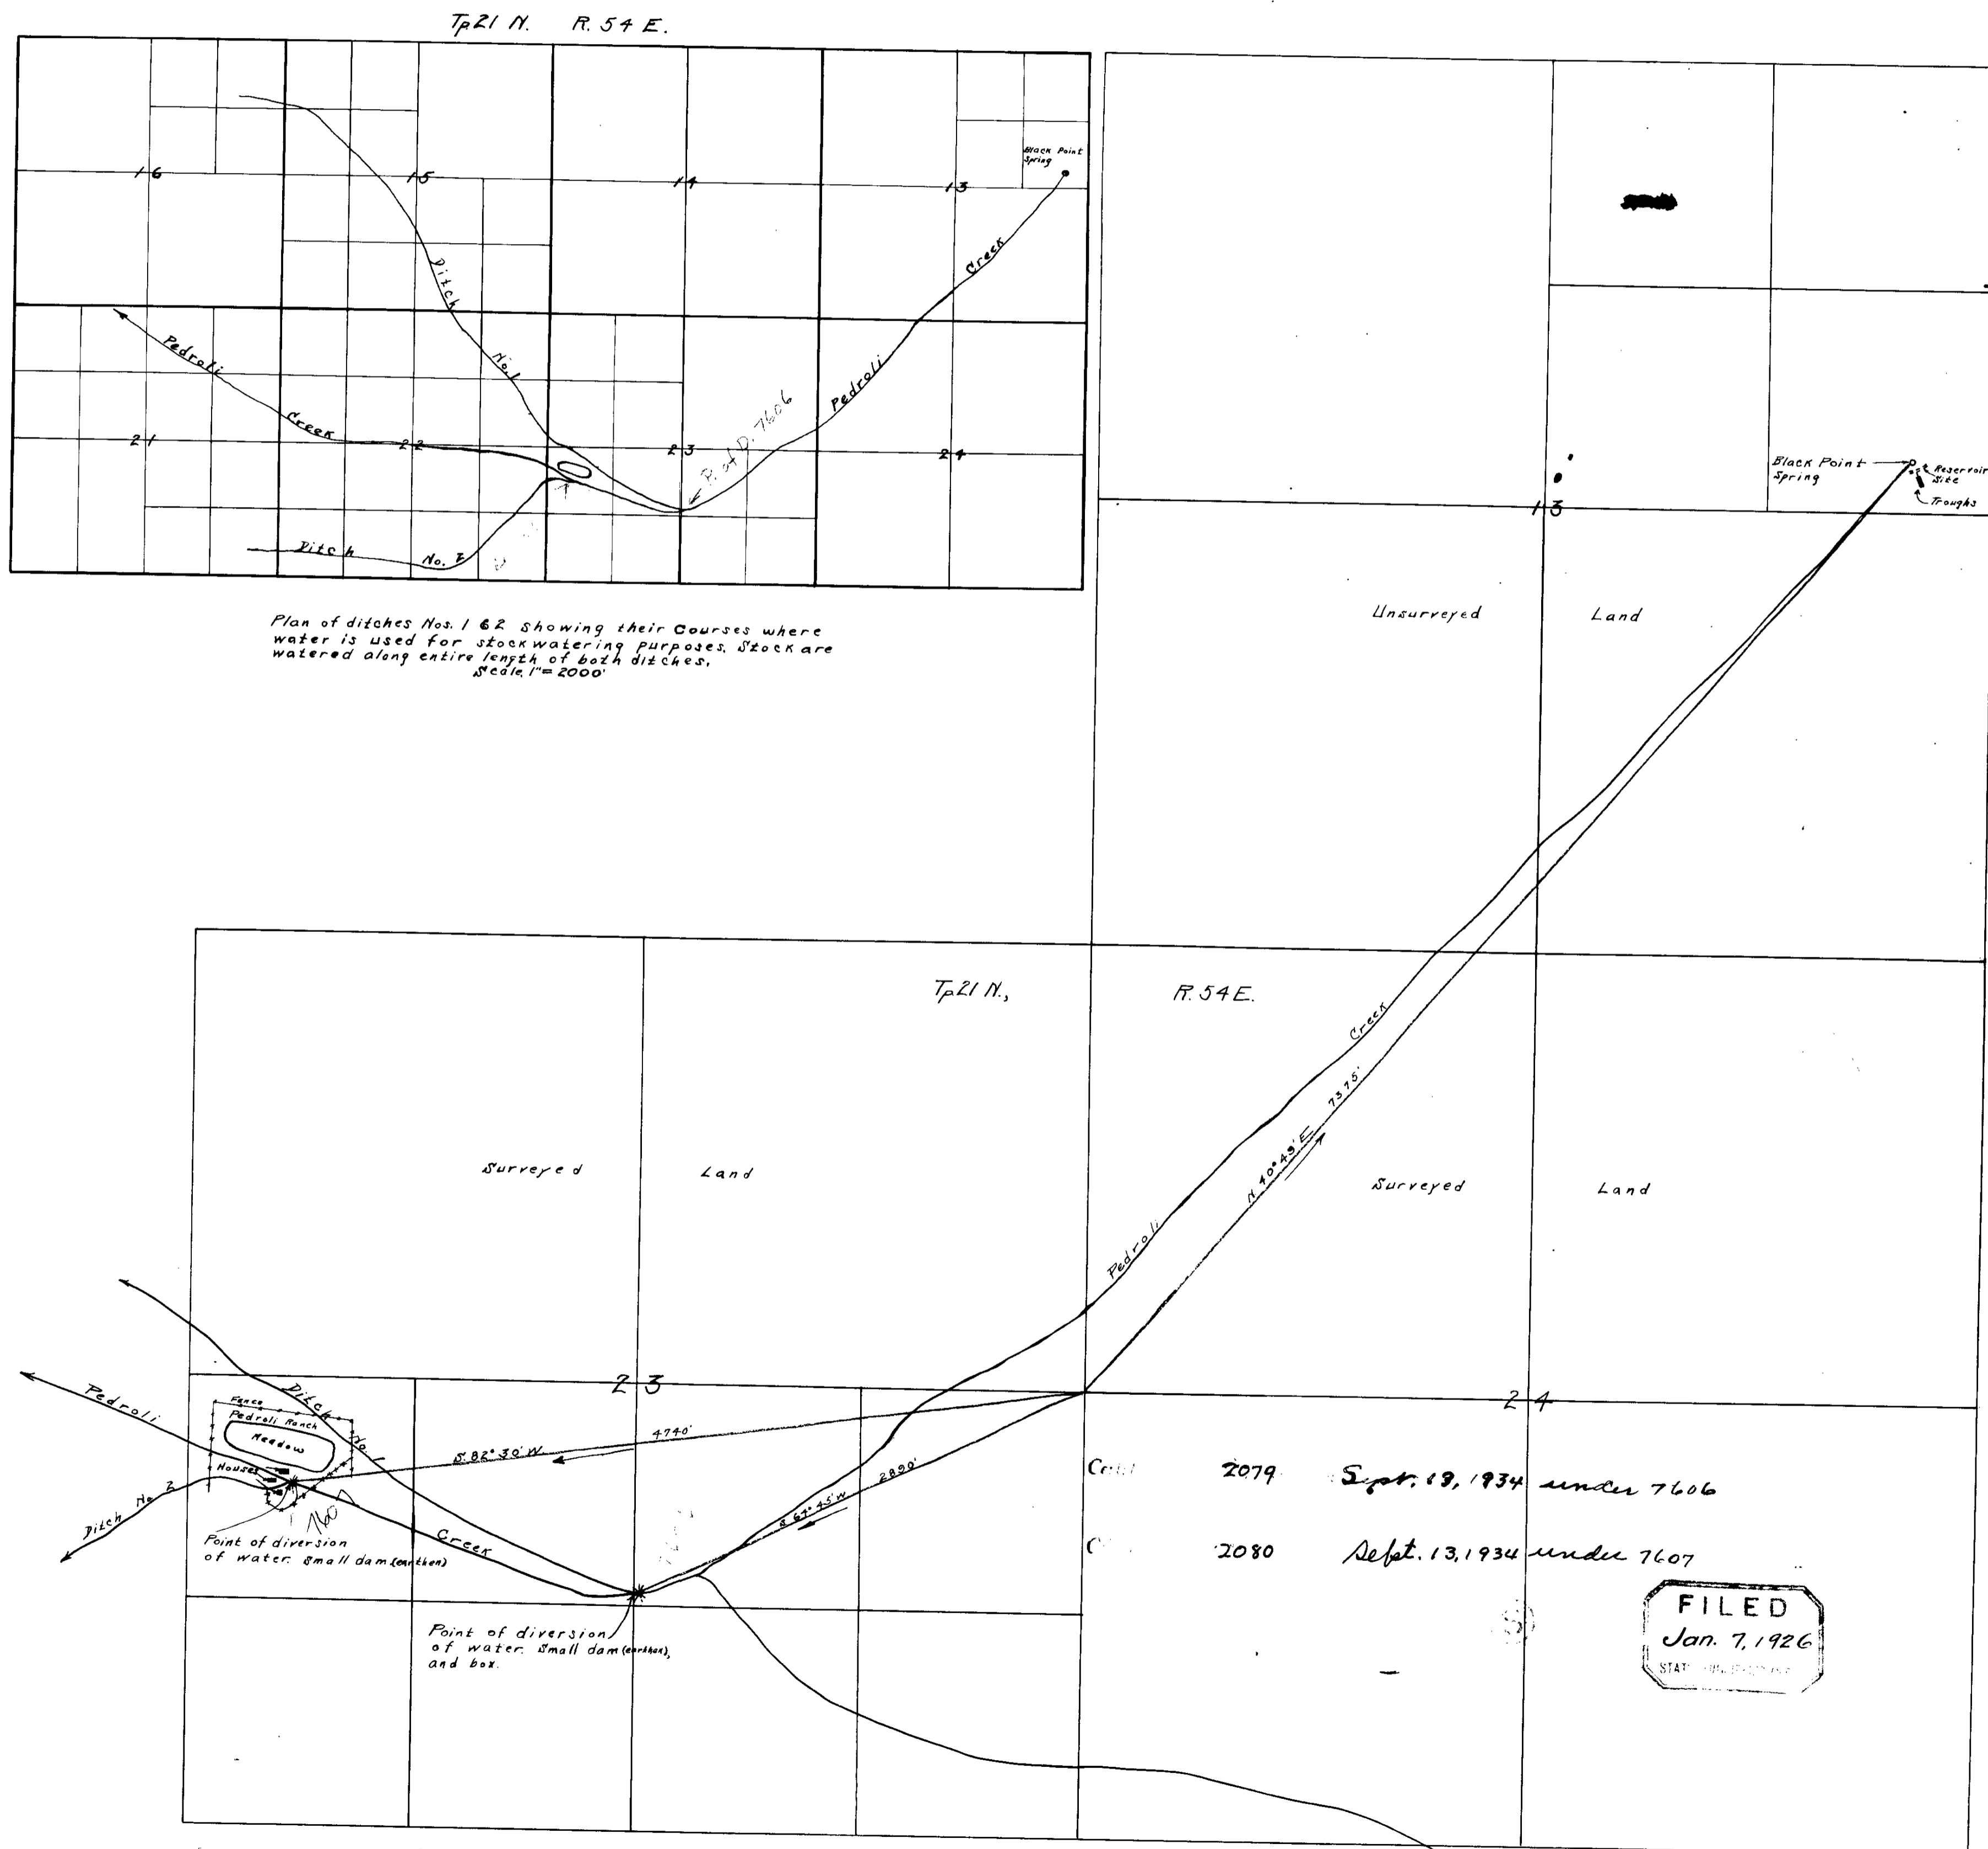 Tp 21 N. R. 54 E.
16
15
14
13
Black Point
Spring
Ditch
No. 1
Pedroli
Creek
Pedroli
Creek
21
22
23
24
P. of D. 7606
Ditch
No. 2
Plan of ditches Nos. 1 & 2 showing their Courses where
water is used for stockwatering purposes. Stock are
watered along entire length of both ditches.
Scale, 1"= 2000'
Black Point
Spring
Reservoir
Site
Troughs
13
Unsurveyed Land
Tp 21 N., R. 54 E.
Creek
7375'
N 40° 49' E
Pedroli
Surveyed Land
Surveyed Land
23
24
Pedroli
Ditch
No. 1
Fence
Pedroli Ranch
Meadow
Houses
4740'
S. 82° 30' W.
2890'
S 64° 45' W
Ditch No 2
7607
Creek
Point of diversion
of water. Small dam (earthen)
Point of diversion
of water. Small dam (earthen),
and box.
2079 Sept. 13, 1934 under 7606
2080 Sept. 13, 1934 under 7607
FILED
Jan. 7, 1926
STATE